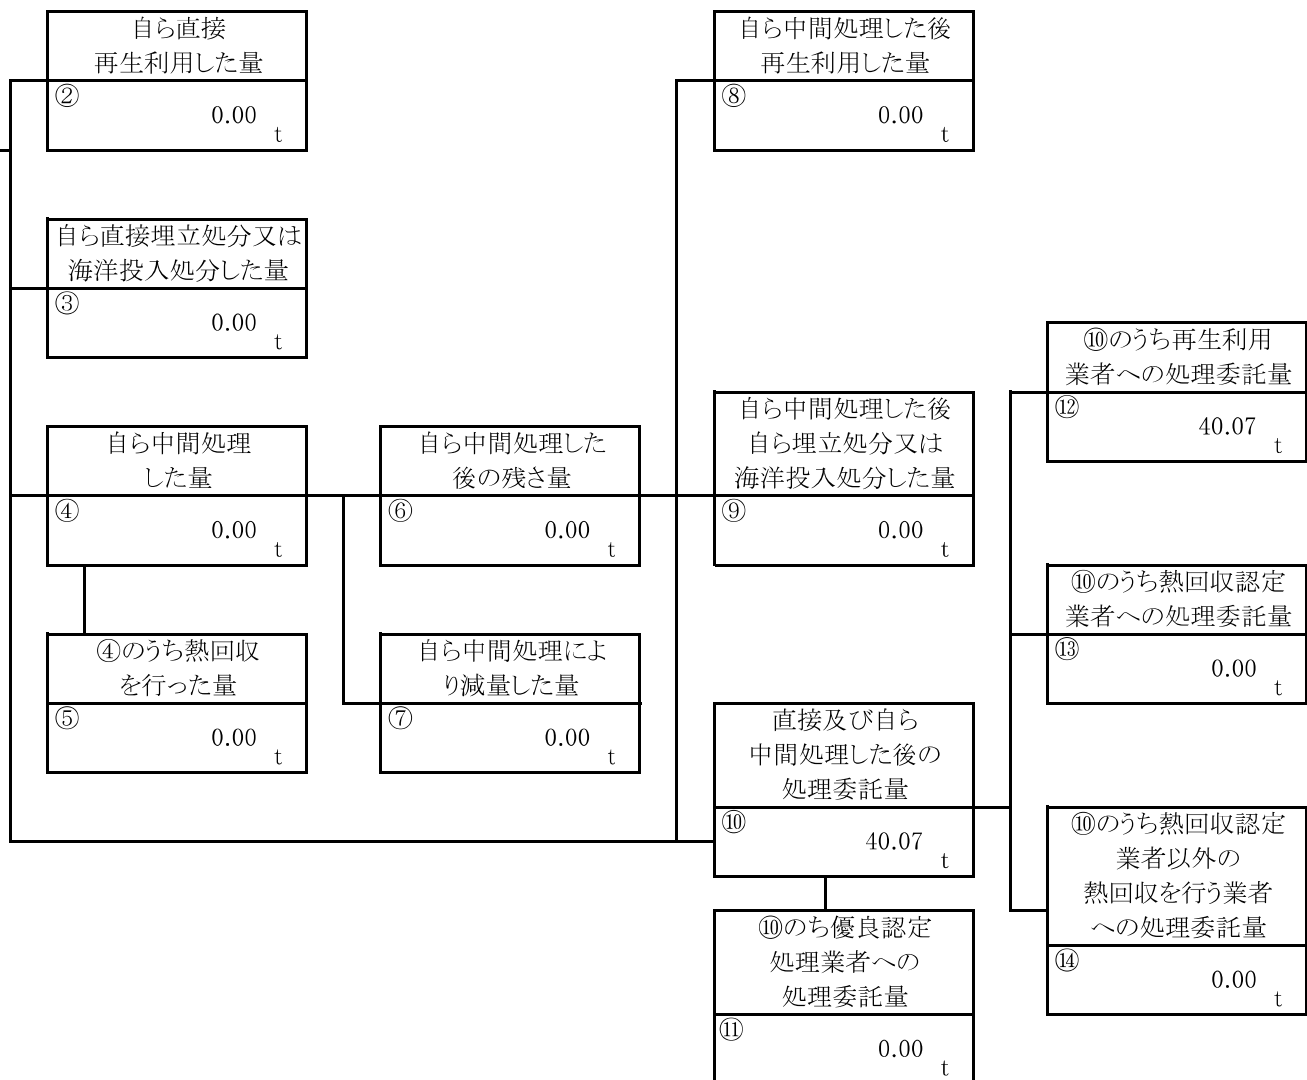 自ら直接
再生利用した量
②
0.00
t
自ら中間処理した後
再生利用した量
⑧
0.00
t
自ら直接埋立処分又は
海洋投入処分した量
③
0.00
t
⑩のうち再生利用
業者への処理委託量
⑫
40.07
t
自ら中間処理
した量
④
0.00
t
自ら中間処理した
後の残さ量
⑥
0.00
t
自ら中間処理した後
自ら埋立処分又は
海洋投入処分した量
⑨
0.00
t
⑩のうち熱回収認定
業者への処理委託量
⑬
0.00
t
④のうち熱回収
を行った量
⑤
0.00
t
自ら中間処理によ
り減量した量
⑦
0.00
t
直接及び自ら
中間処理した後の
処理委託量
⑩
40.07
t
⑩のうち熱回収認定
業者以外の
熱回収を行う業者
への処理委託量
⑭
0.00
t
⑩のち優良認定
処理業者への
処理委託量
⑪
0.00
t